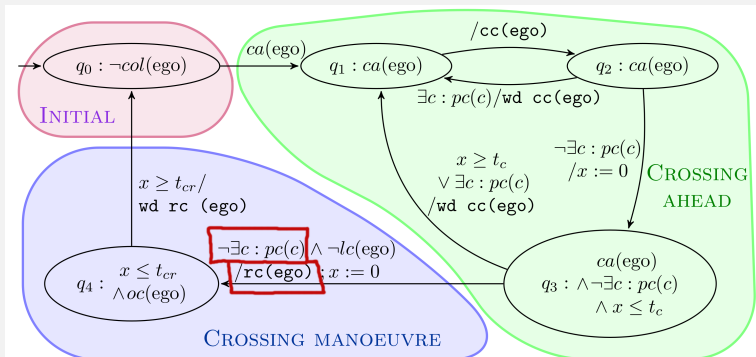 q₀ : ¬col(ego)
INITIAL
ca(ego)
q₁ : ca(ego)
/cc(ego)
q₂ : ca(ego)
∃c : pc(c)/wd cc(ego)
¬∃c : pc(c)
/x := 0
CROSSING
AHEAD
x ≥ t_c
∨ ∃c : pc(c)
/wd cc(ego)
x ≥ t_cr/
wd rc (ego)
¬∃c : pc(c) ∧ ¬lc(ego)
/rc(ego) ; x := 0
q₄ : x ≤ t_cr
∧oc(ego)
ca(ego)
q₃ : ∧¬∃c : pc(c)
∧ x ≤ t_c
CROSSING MANOEUVRE